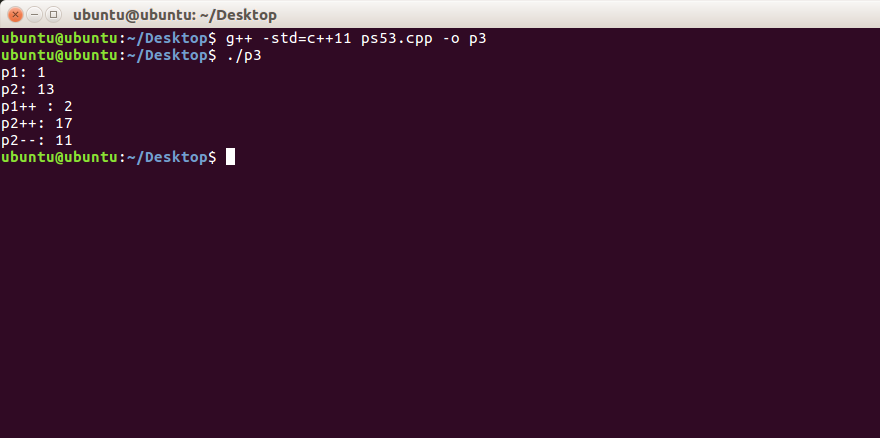 ubuntu@ubuntu: ~/Desktop
ubuntu@ubuntu:~/Desktop$ g++ -std=c++11 ps53.cpp -o p3
ubuntu@ubuntu:~/Desktop$ ./p3
p1: 1
p2: 13
p1++ : 2
p2++: 17
p2--: 11
ubuntu@ubuntu:~/Desktop$